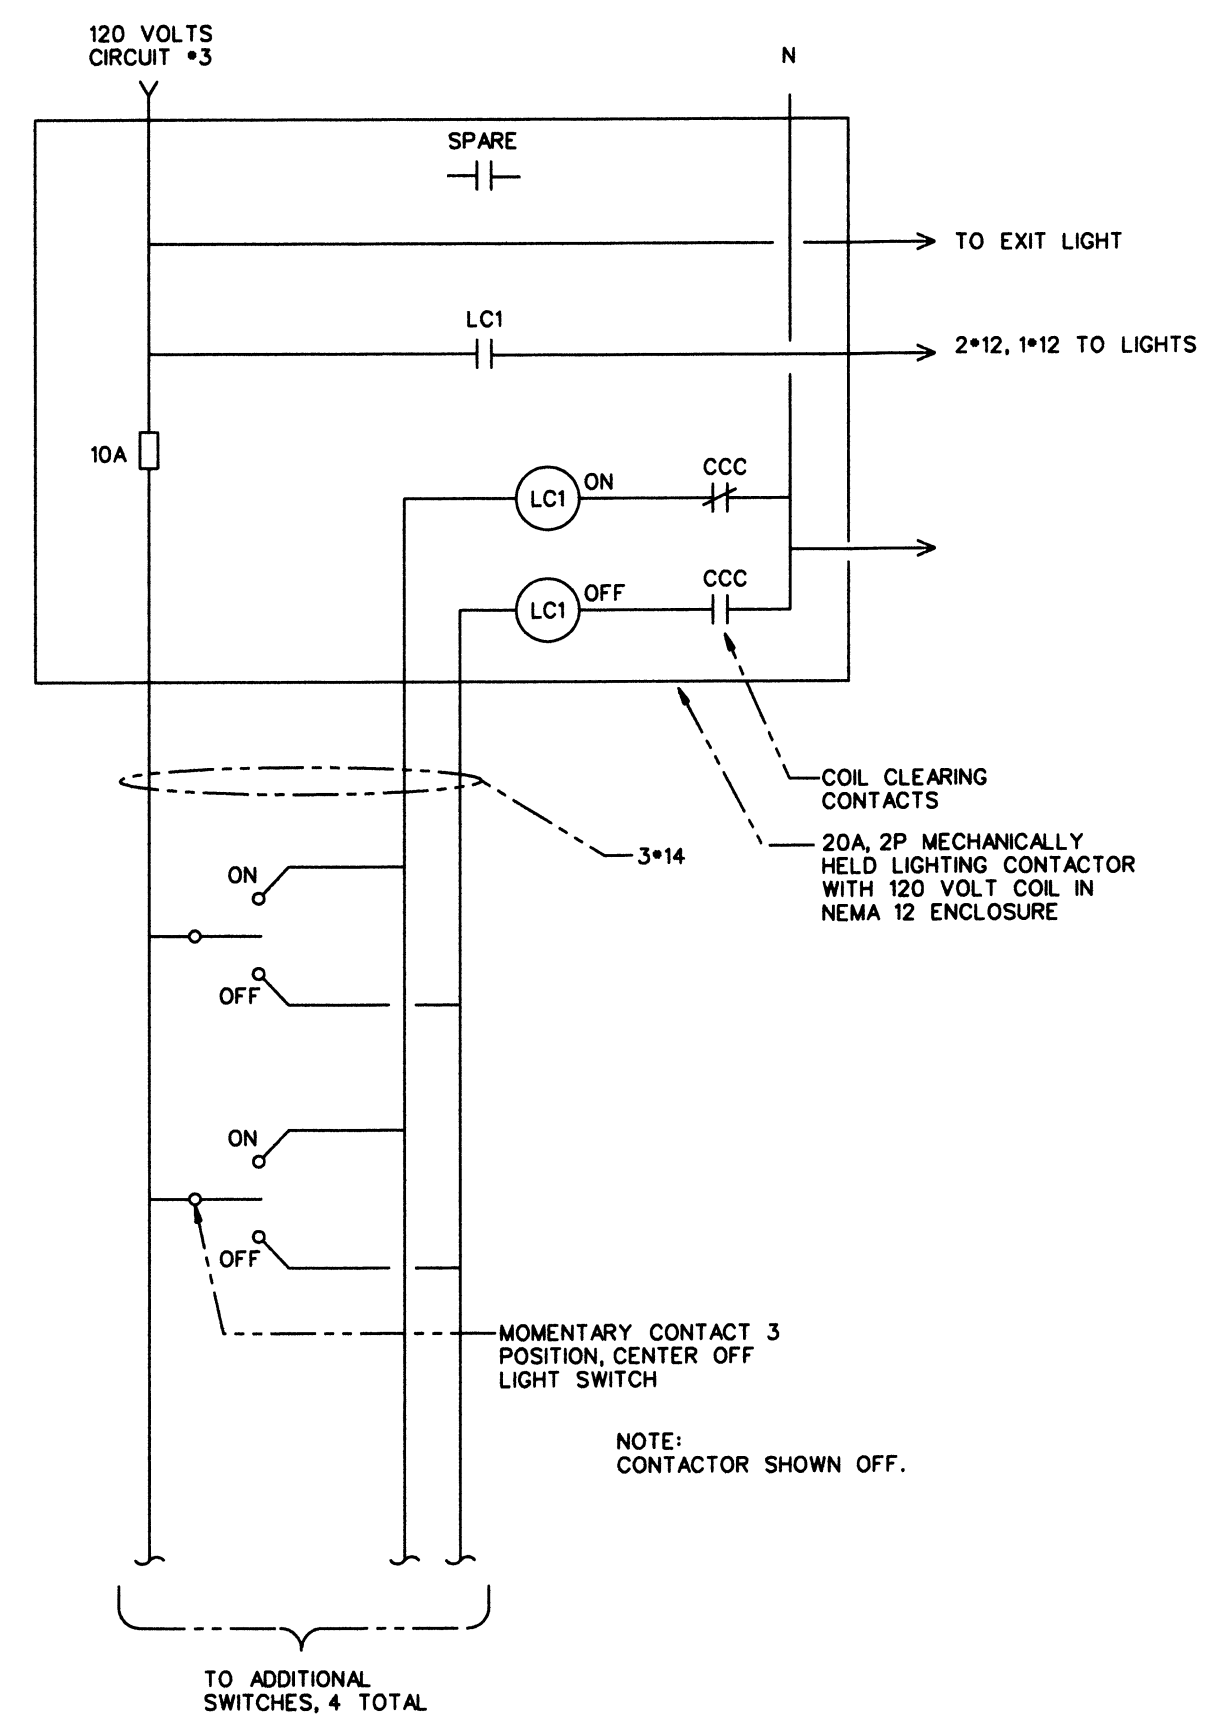 120 VOLTS
CIRCUIT #3
N
SPARE
TO EXIT LIGHT
LC1
2#12, 1#12 TO LIGHTS
10A
LC1
ON
CCC
LC1
OFF
CCC
COIL CLEARING
CONTACTS
20A, 2P MECHANICALLY
HELD LIGHTING CONTACTOR
WITH 120 VOLT COIL IN
NEMA 12 ENCLOSURE
3#14
ON
OFF
ON
OFF
MOMENTARY CONTACT 3
POSITION, CENTER OFF
LIGHT SWITCH
NOTE:
CONTACTOR SHOWN OFF.
TO ADDITIONAL
SWITCHES, 4 TOTAL